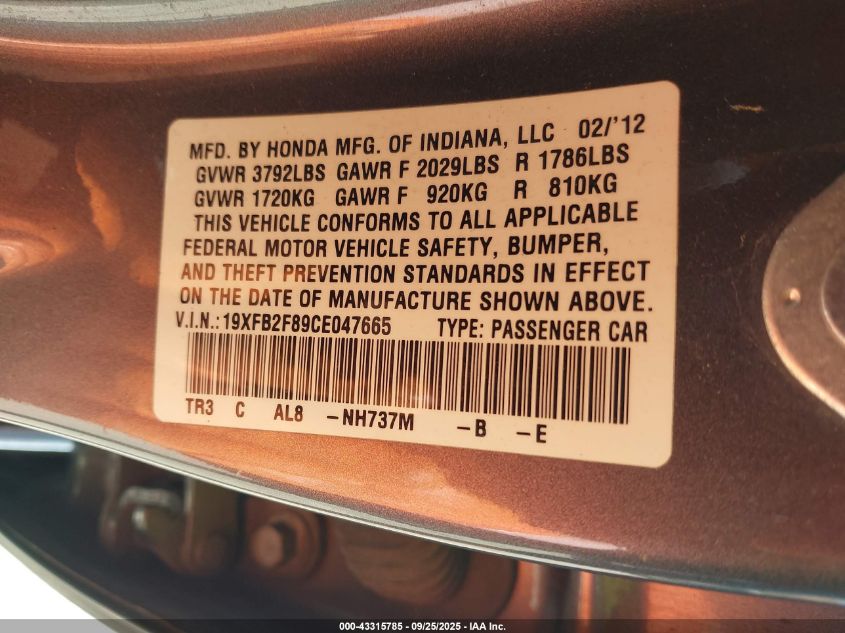 MFD. BY HONDA MFG. OF INDIANA, LLC 02/'12
GVWR 3792LBS GAWR F 2029LBS R 1786LBS
GVWR 1720KG GAWR F 920KG R 810KG
THIS VEHICLE CONFORMS TO ALL APPLICABLE
FEDERAL MOTOR VEHICLE SAFETY, BUMPER,
AND THEFT PREVENTION STANDARDS IN EFFECT
ON THE DATE OF MANUFACTURE SHOWN ABOVE.
V.I.N.:19XFB2F89CE047665 TYPE: PASSENGER CAR
TR3 C AL8 -NH737M -B -E
000-43315785 - 09/25/2025 - IAA Inc.